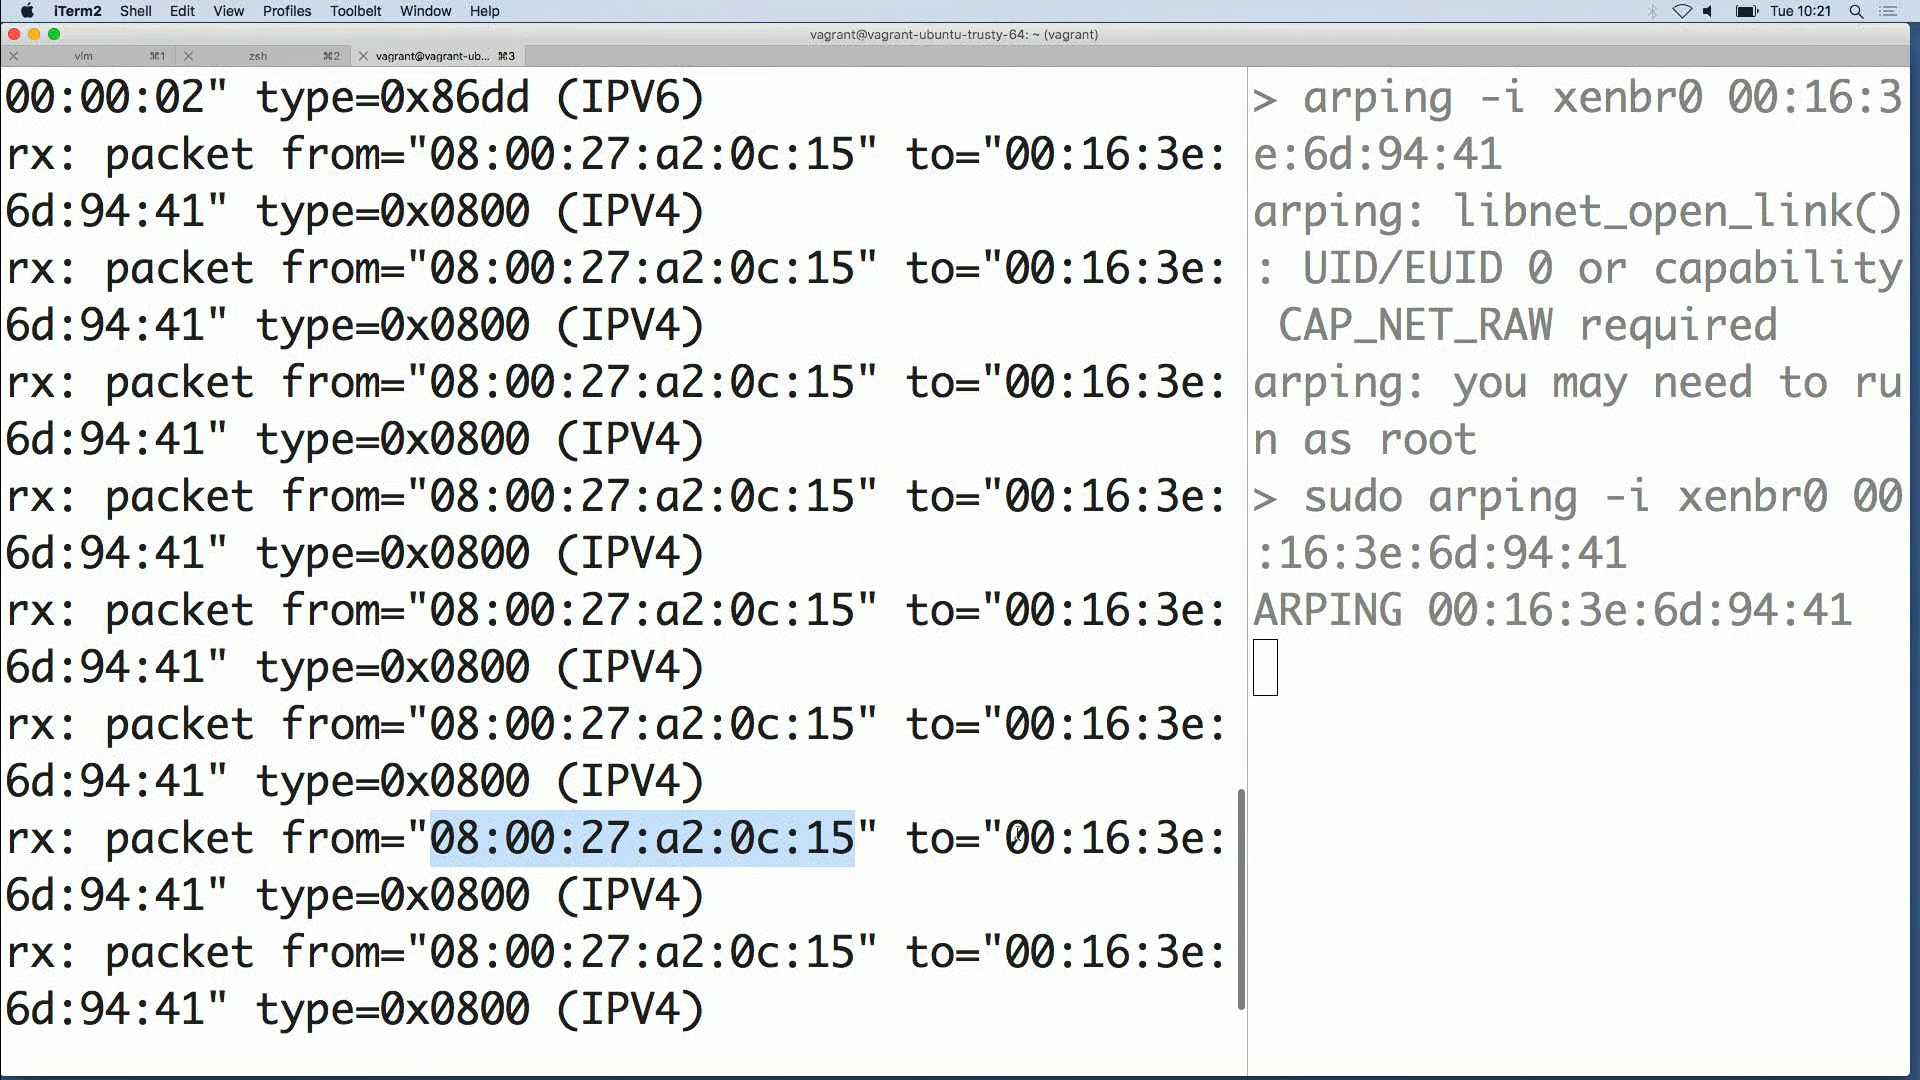 iTerm2 Shell Edit View Profiles Toolbelt Window Help Tue 10:21
vagrant@vagrant-ubuntu-trusty-64: ~ (vagrant)
vim ⌘1 zsh ⌘2 vagrant@vagrant-ub... ⌘3
00:00:02" type=0x86dd (IPV6)
rx: packet from="08:00:27:a2:0c:15" to="00:16:3e:
6d:94:41" type=0x0800 (IPV4)
rx: packet from="08:00:27:a2:0c:15" to="00:16:3e:
6d:94:41" type=0x0800 (IPV4)
rx: packet from="08:00:27:a2:0c:15" to="00:16:3e:
6d:94:41" type=0x0800 (IPV4)
rx: packet from="08:00:27:a2:0c:15" to="00:16:3e:
6d:94:41" type=0x0800 (IPV4)
rx: packet from="08:00:27:a2:0c:15" to="00:16:3e:
6d:94:41" type=0x0800 (IPV4)
rx: packet from="08:00:27:a2:0c:15" to="00:16:3e:
6d:94:41" type=0x0800 (IPV4)
rx: packet from="08:00:27:a2:0c:15" to="00:16:3e:
6d:94:41" type=0x0800 (IPV4)
rx: packet from="08:00:27:a2:0c:15" to="00:16:3e:
6d:94:41" type=0x0800 (IPV4)
> arping -i xenbr0 00:16:3
e:6d:94:41
arping: libnet_open_link()
: UID/EUID 0 or capability
CAP_NET_RAW required
arping: you may need to ru
n as root
> sudo arping -i xenbr0 00
:16:3e:6d:94:41
ARPING 00:16:3e:6d:94:41